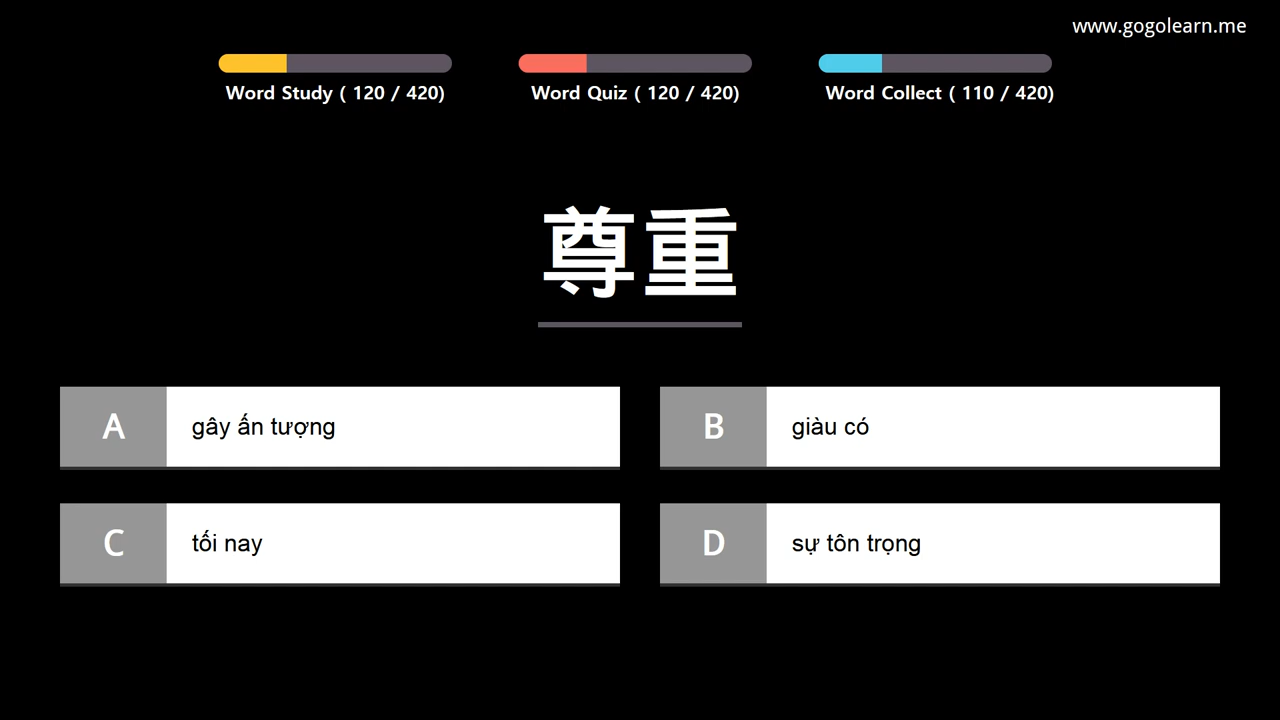 www.gogolearn.me
Word Study ( 120 / 420)
Word Quiz ( 120 / 420)
Word Collect ( 110 / 420)
尊重
A gây ấn tượng
B giàu có
C tối nay
D sự tôn trọng